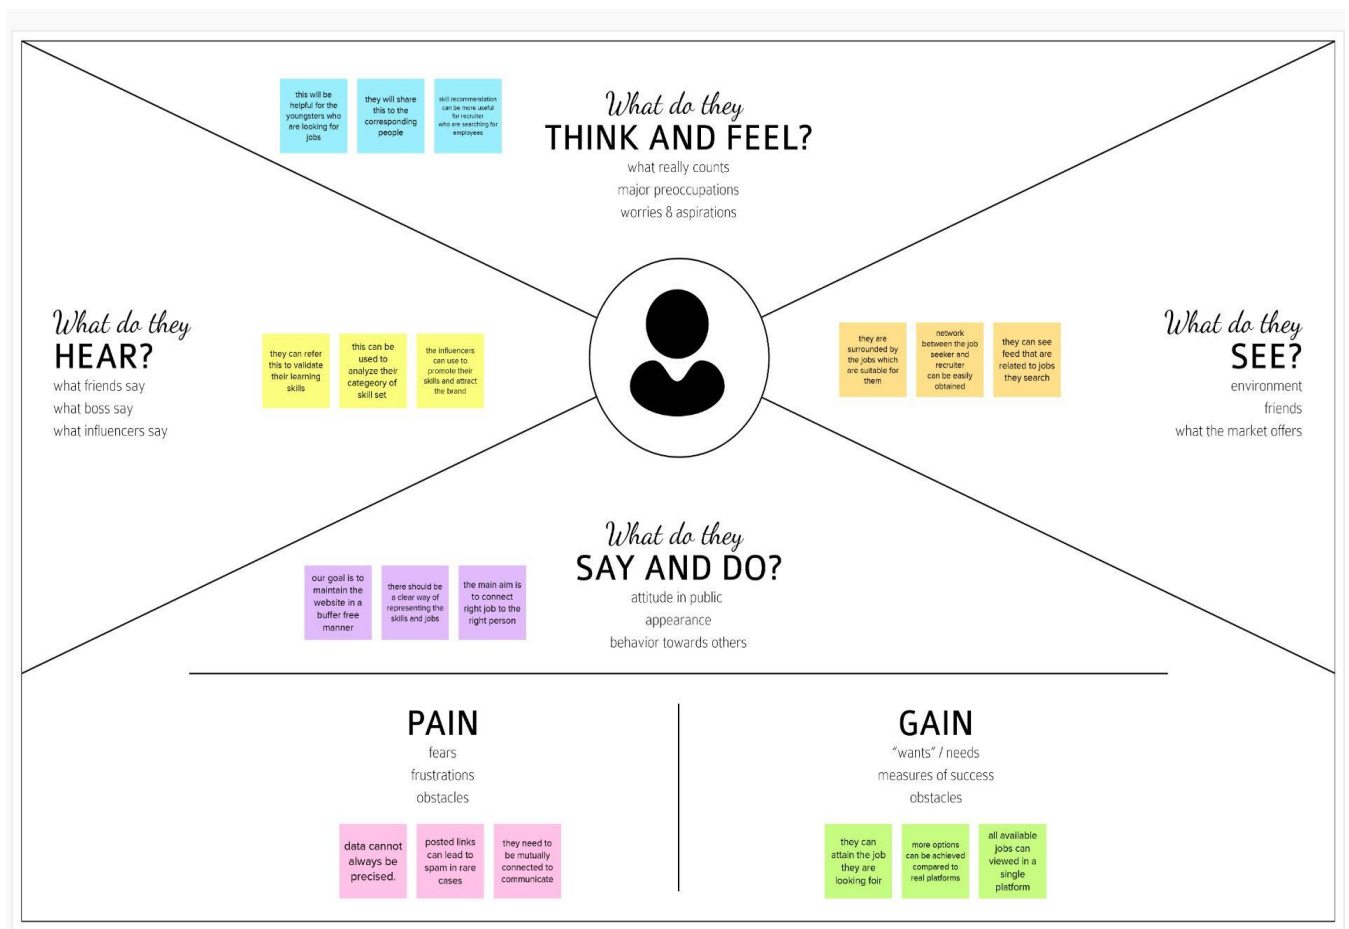 this will be
helpful for the
youngsters who
are looking for
jobs
they will share
this to the
corresponding
people
skill recommendation
can be more useful
for recruiter
who are searching for
employees
What do they
THINK AND FEEL?
what really counts
major preoccupations
worries & aspirations
What do they
HEAR?
what friends say
what boss say
what influencers say
they can refer
this to validate
their learning
skills
this can be
used to
analyze their
categeory of
skill set
the influencers
can use to
promote their
skills and attract
the brand
they are
surrounded by
the jobs which
are suitable for
them
network
between the job
seeker and
recruiter
can be easily
obtained
they can see
feed that are
related to jobs
they search
What do they
SEE?
environment
friends
what the market offers
What do they
SAY AND DO?
attitude in public
appearance
behavior towards others
our goal is to
maintain the
website in a
buffer free
manner
there should be
a clear way of
representing the
skills and jobs
the main aim is
to connect
right job to the
right person
PAIN
fears
frustrations
obstacles
data cannot
always be
precised.
posted links
can lead to
spam in rare
cases
they need to
be mutually
connected to
communicate
GAIN
“wants” / needs
measures of success
obstacles
they can
attain the job
they are
looking foir
more options
can be achieved
compared to
real platforms
all available
jobs can
viewed in a
single
platform